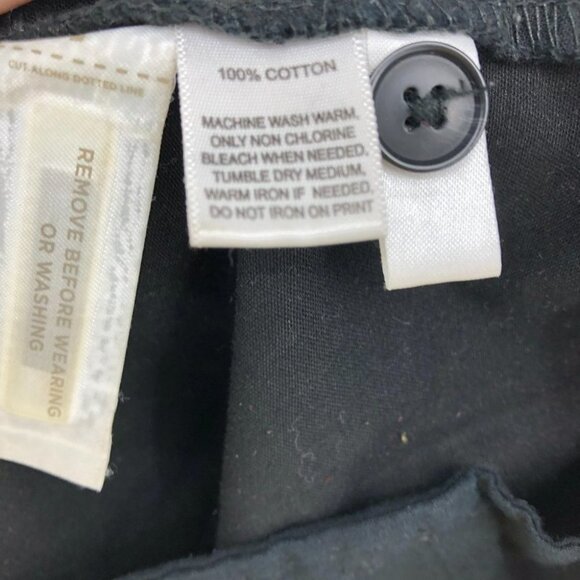 CUT ALONG DOTTED LINE
REMOVE BEFORE WEARING
OR WASHING
100% COTTON
MACHINE WASH WARM,
ONLY NON CHLORINE
BLEACH WHEN NEEDED,
TUMBLE DRY MEDIUM,
WARM IRON IF NEEDED,
DO NOT IRON ON PRINT